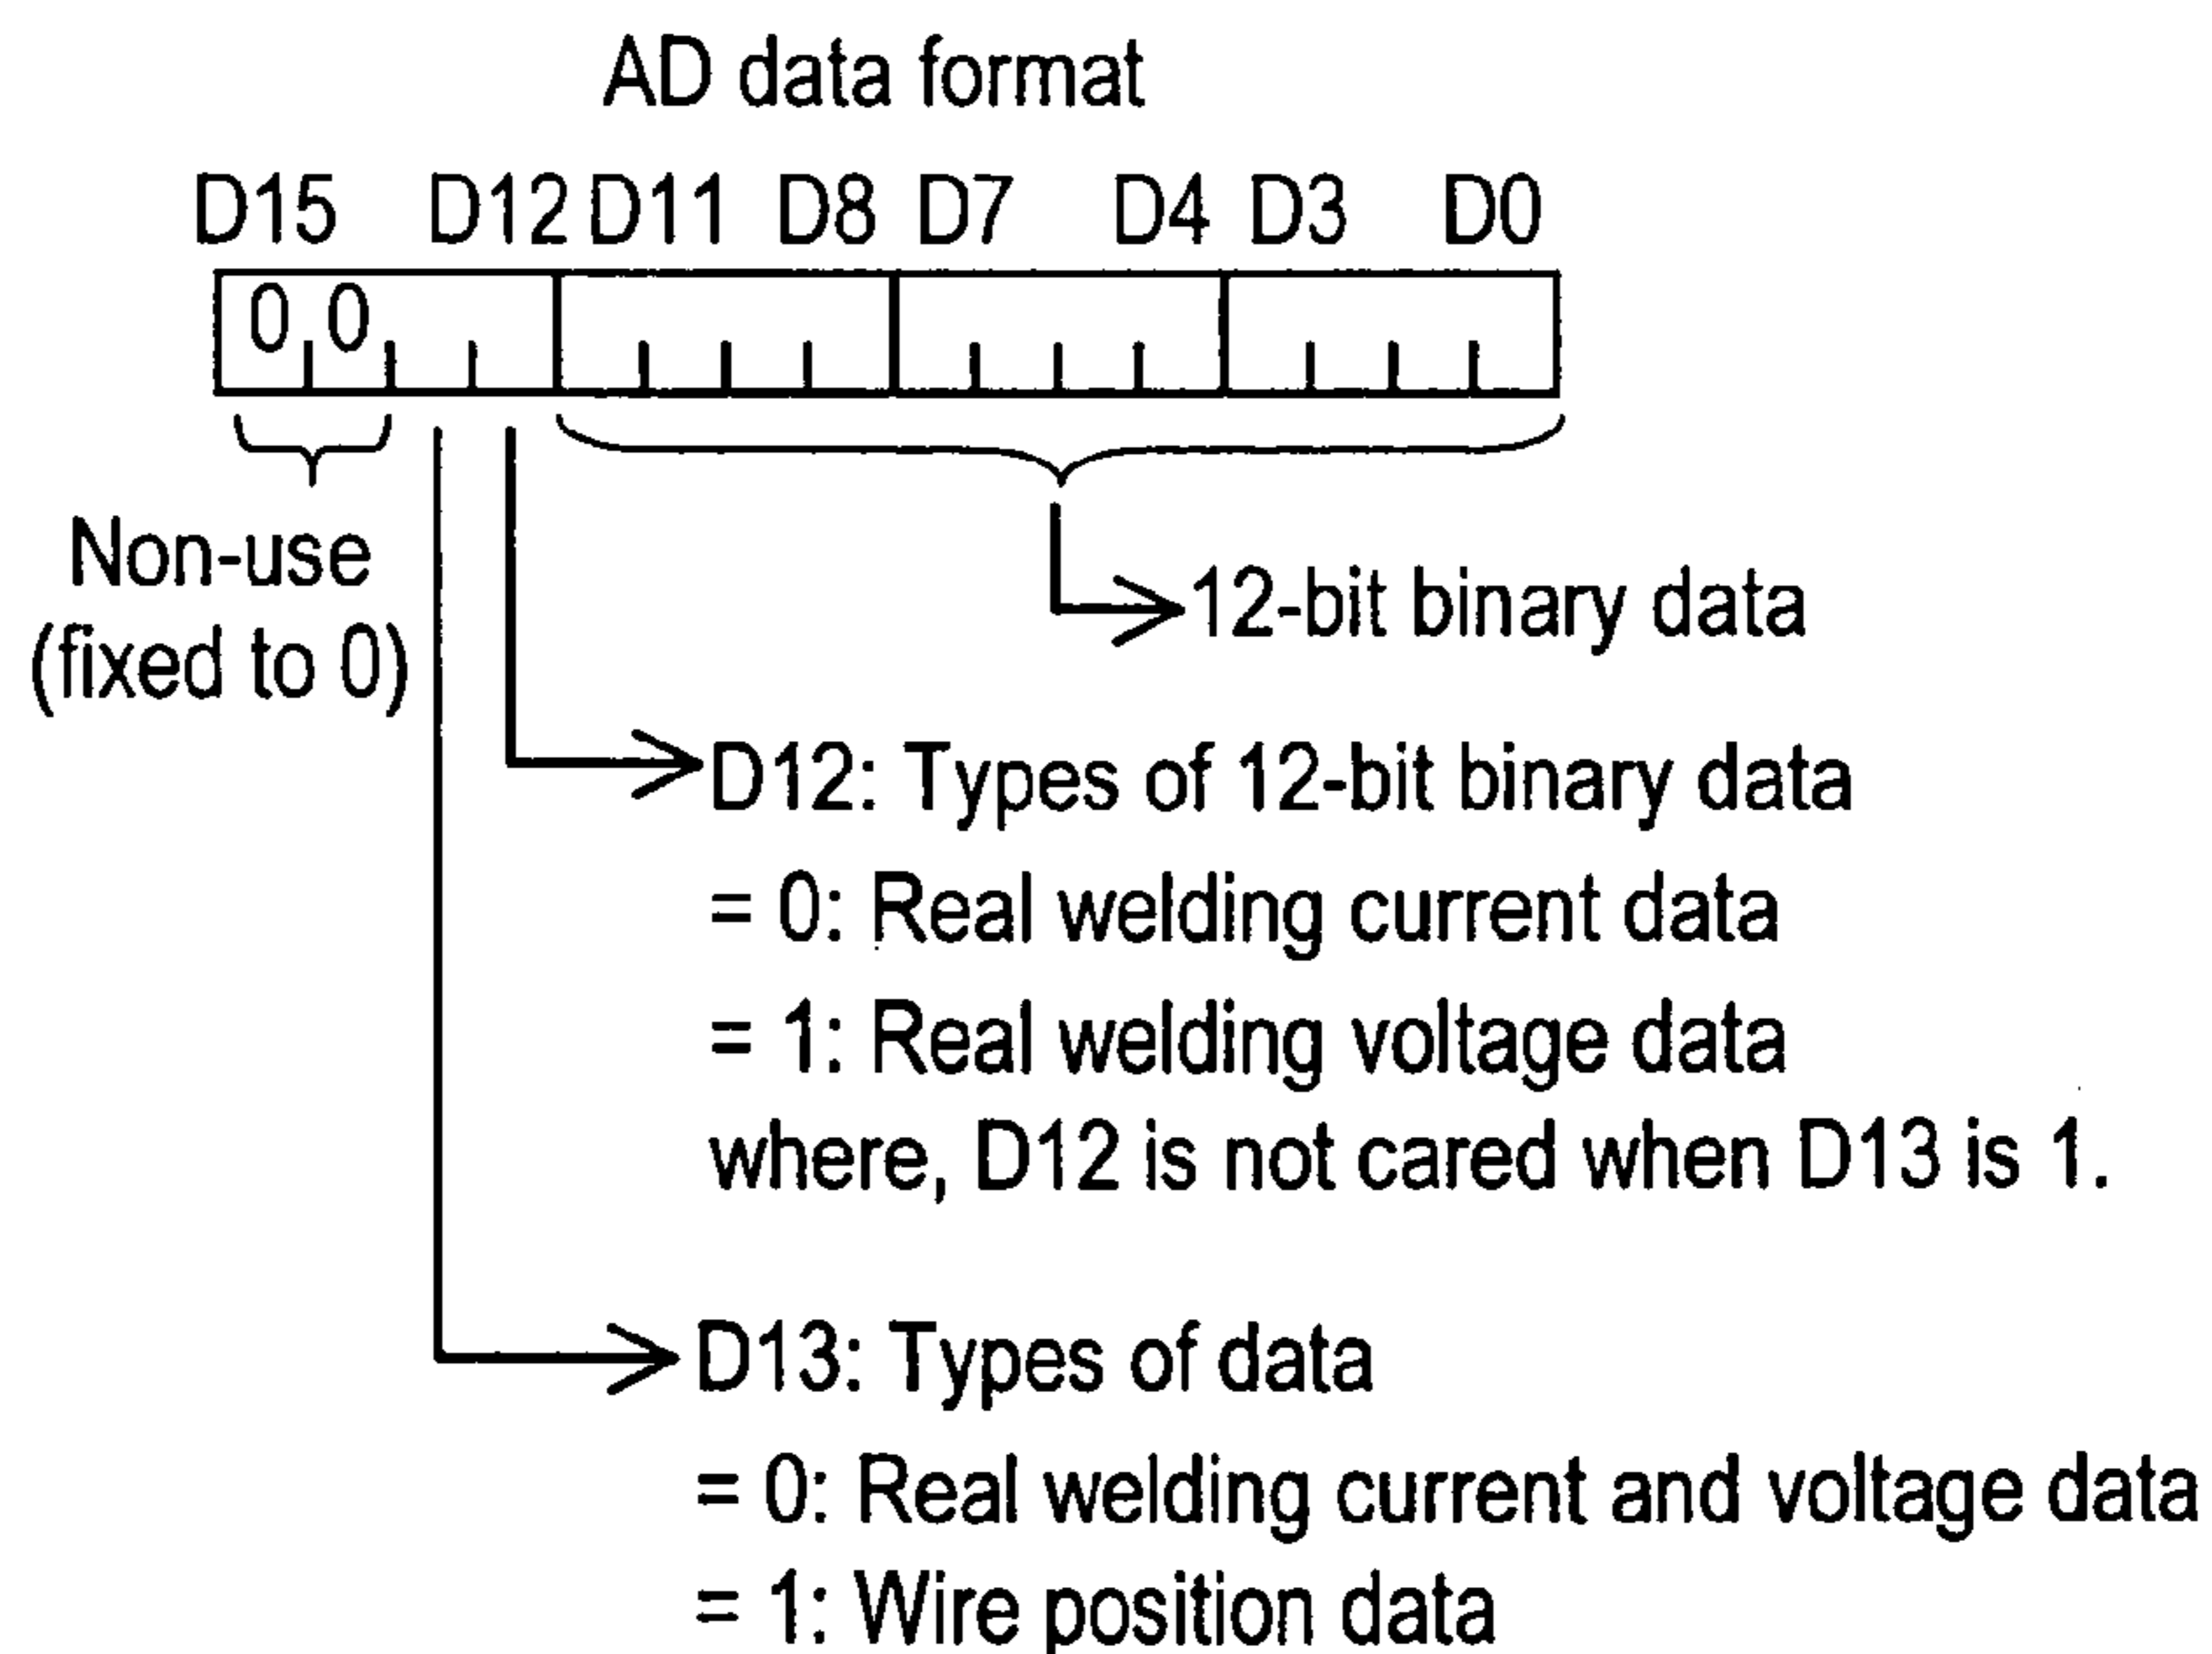 AD data format
D15 D12 D11 D8 D7 D4 D3 D0
0 0
Non-use
(fixed to 0)
12-bit binary data
D12: Types of 12-bit binary data
= 0: Real welding current data
= 1: Real welding voltage data
where, D12 is not cared when D13 is 1.
D13: Types of data
= 0: Real welding current and voltage data
= 1: Wire position data